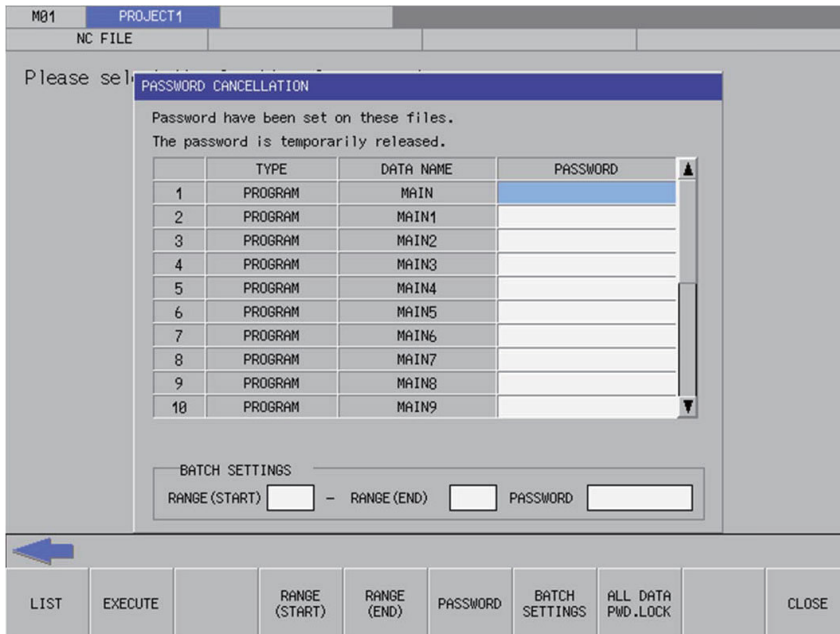 M01 PROJECT1
NC FILE
Please
PASSWORD CANCELLATION
Password have been set on these files.
The password is temporarily released.
TYPE DATA NAME PASSWORD
1 PROGRAM MAIN
2 PROGRAM MAIN1
3 PROGRAM MAIN2
4 PROGRAM MAIN3
5 PROGRAM MAIN4
6 PROGRAM MAIN5
7 PROGRAM MAIN6
8 PROGRAM MAIN7
9 PROGRAM MAIN8
10 PROGRAM MAIN9
BATCH SETTINGS
RANGE(START) - RANGE(END) PASSWORD
LIST EXECUTE RANGE (START) RANGE (END) PASSWORD BATCH SETTINGS ALL DATA PWD.LOCK CLOSE